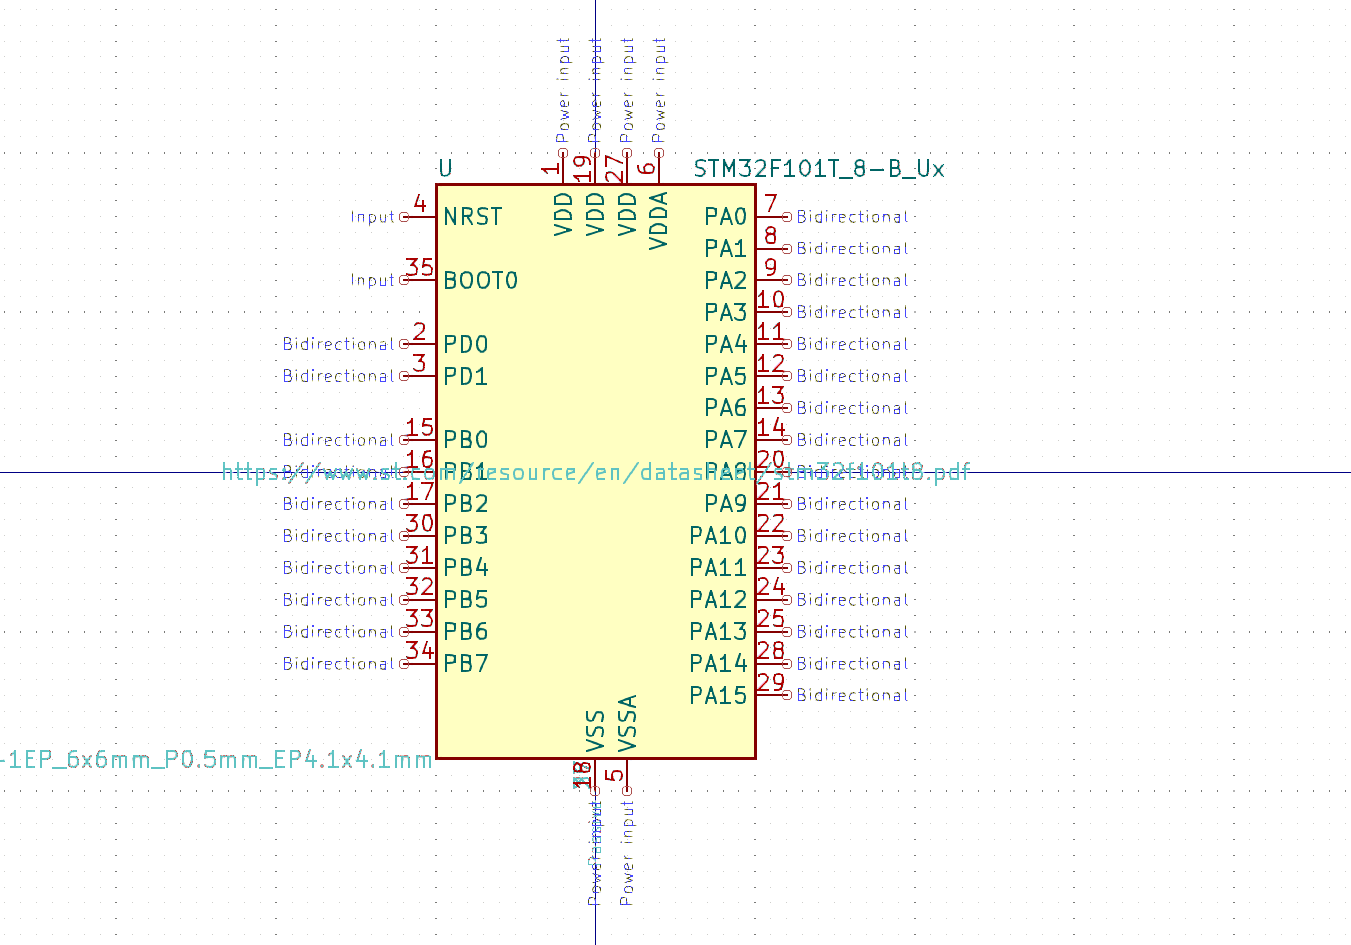 Power input Power input Power input Power input
1 19 27 6
U STM32F101T_8-B_Ux
VDD VDD VDD VDDA
Input 4 NRST PA0 7 Bidirectional
PA1 8 Bidirectional
Input 35 BOOT0 PA2 9 Bidirectional
PA3 10 Bidirectional
Bidirectional 2 PD0 PA4 11 Bidirectional
Bidirectional 3 PD1 PA5 12 Bidirectional
PA6 13 Bidirectional
Bidirectional 15 PB0 PA7 14 Bidirectional
Bidirectional 16 PB1 PA8 20 Bidirectional
https://www.st.com/resource/en/datasheet/stm32f101t8.pdf
Bidirectional 17 PB2 PA9 21 Bidirectional
Bidirectional 30 PB3 PA10 22 Bidirectional
Bidirectional 31 PB4 PA11 23 Bidirectional
Bidirectional 32 PB5 PA12 24 Bidirectional
Bidirectional 33 PB6 PA13 25 Bidirectional
Bidirectional 34 PB7 PA14 28 Bidirectional
PA15 29 Bidirectional
VSS VSSA
-1EP_6x6mm_P0.5mm_EP4.1x4.1mm
18 5
Power input Power input